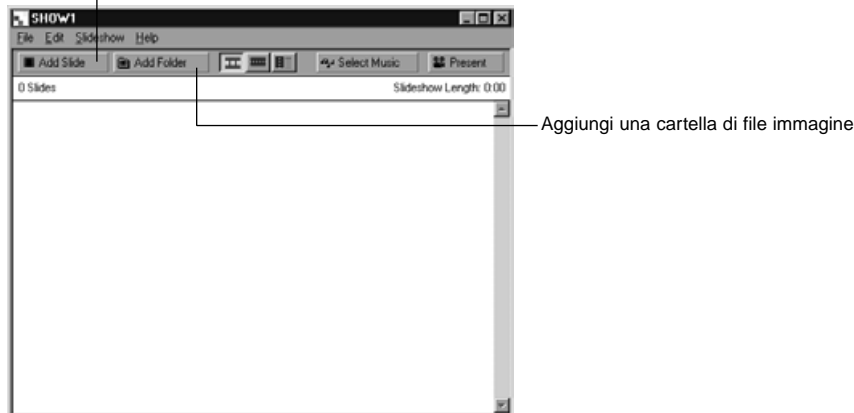 SHOW1
File Edit Slideshow Help
Add Slide Add Folder Select Music Present
0 Slides Slideshow Length: 0:00
Aggiungi una cartella di file immagine